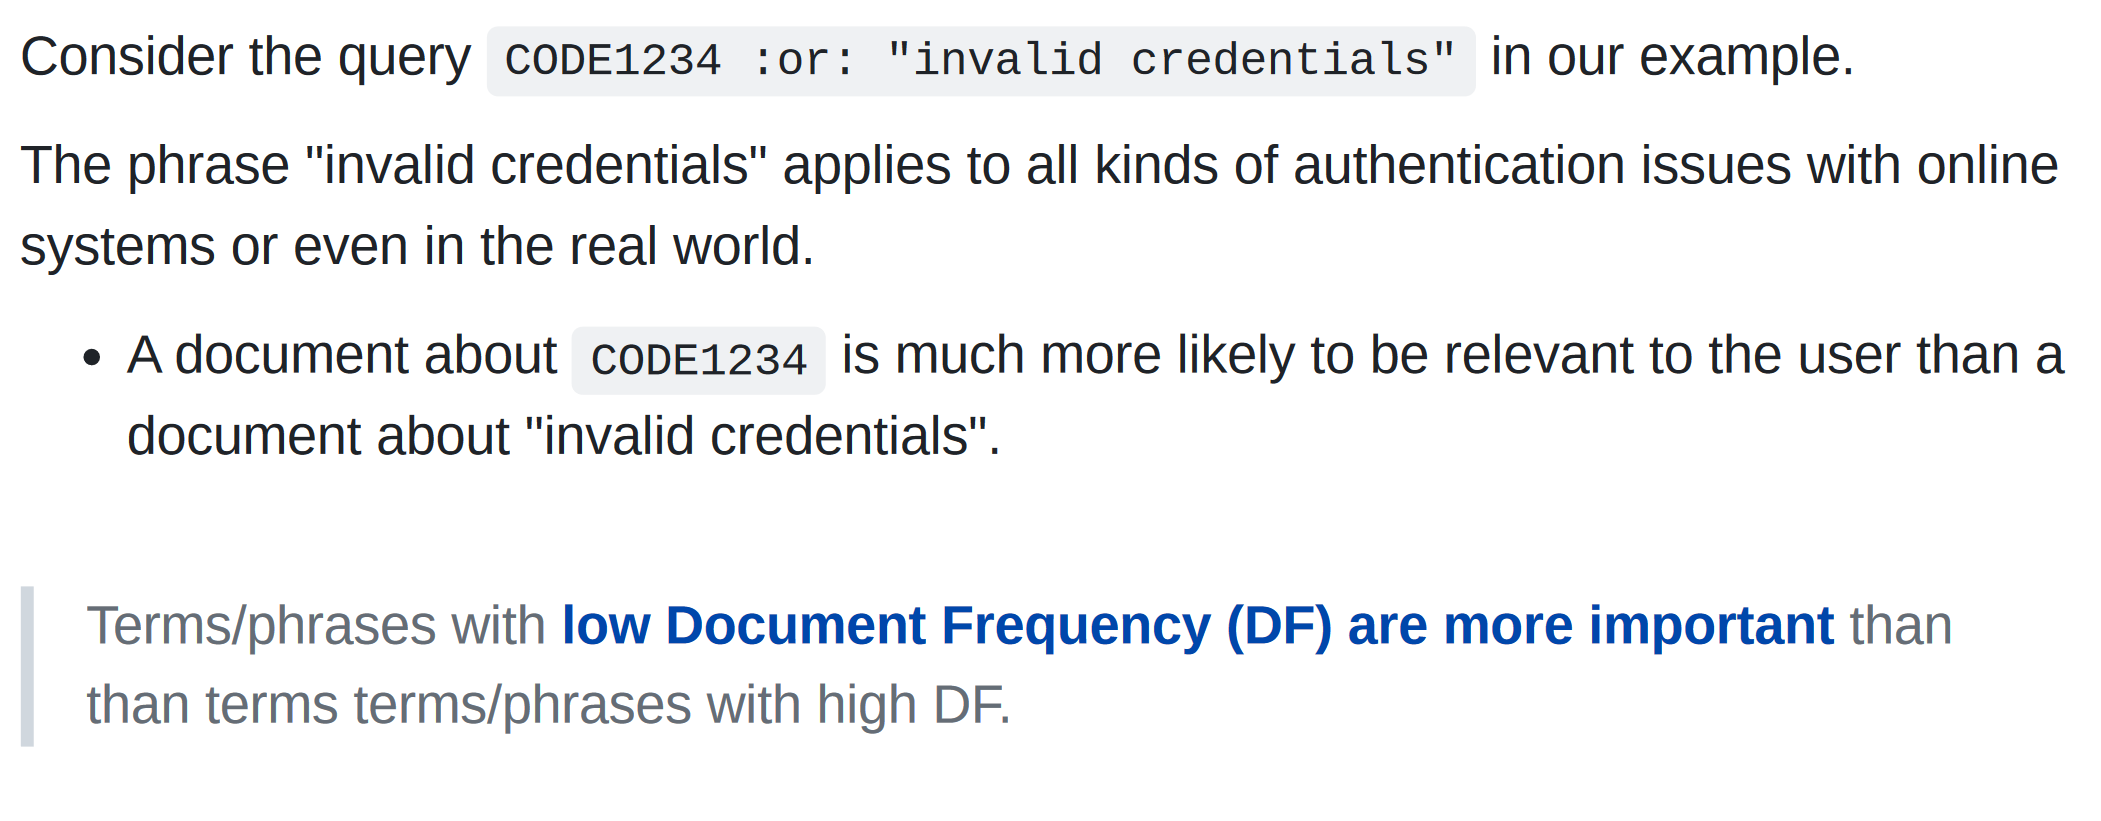 Consider the query CODE1234 :or: "invalid credentials" in our example.
The phrase "invalid credentials" applies to all kinds of authentication issues with online
systems or even in the real world.
• A document about CODE1234 is much more likely to be relevant to the user than a
document about "invalid credentials".
Terms/phrases with low Document Frequency (DF) are more important than
than terms terms/phrases with high DF.